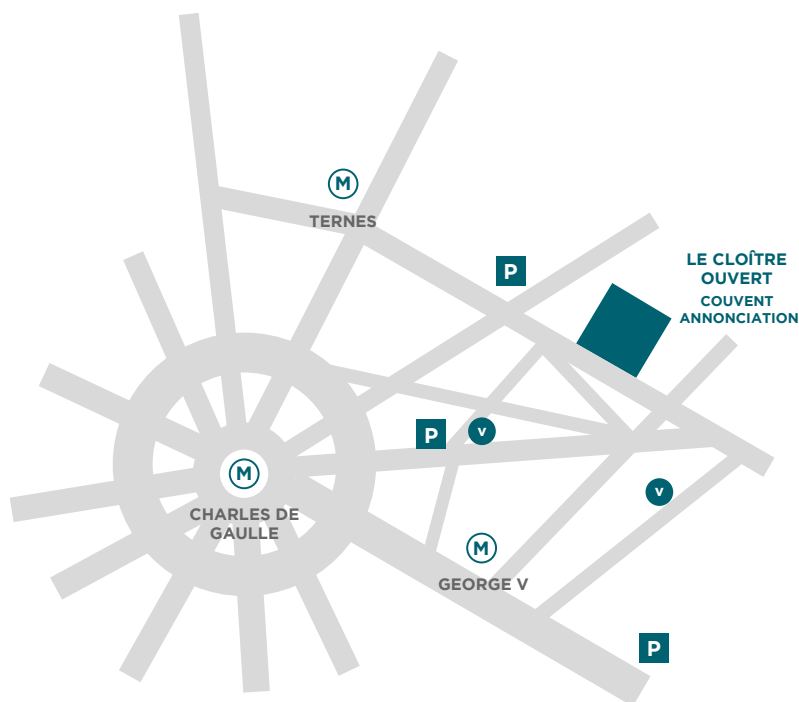 M
TERNES
P
LE CLOÎTRE
OUVERT
COUVENT
ANNONCIATION
P
V
M
CHARLES DE
GAULLE
V
M
GEORGE V
P